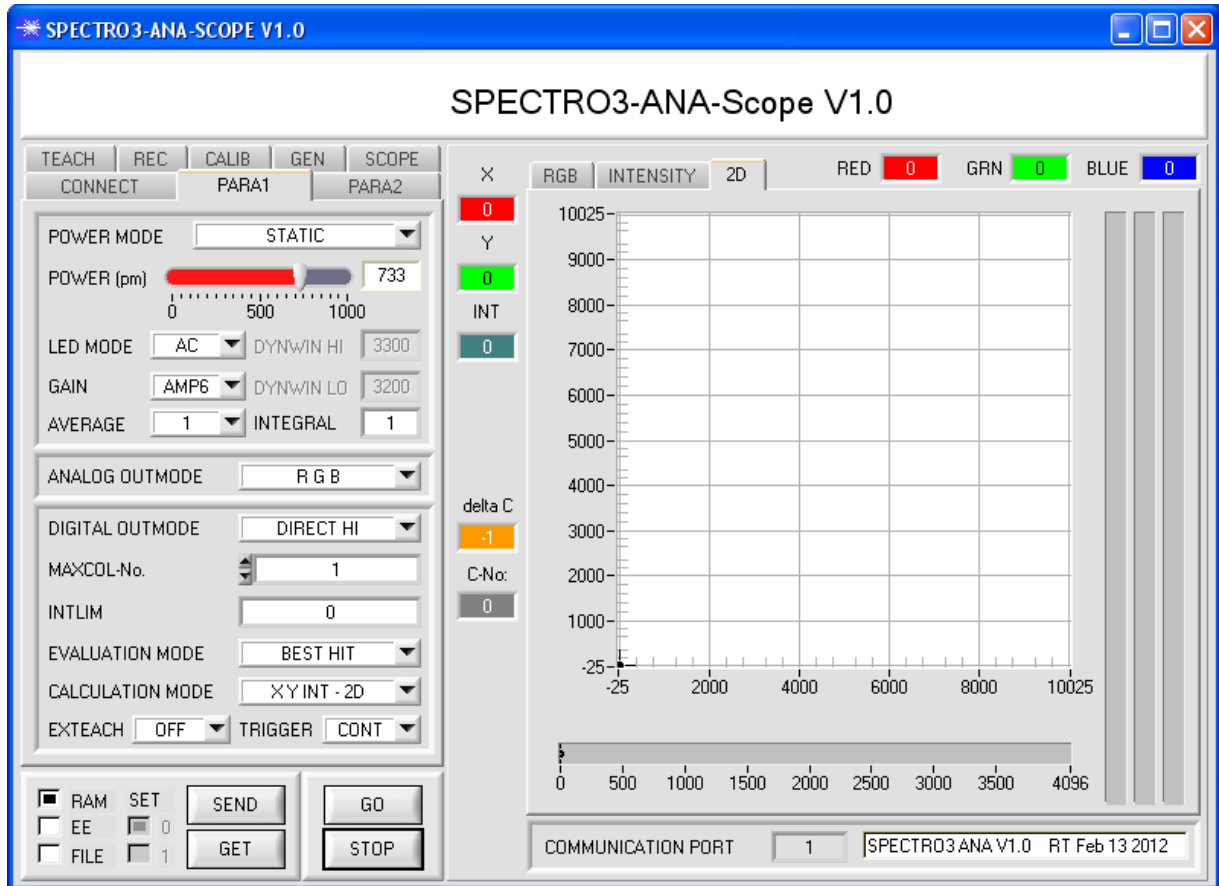 SPECTRO3-ANA-SCOPE V1.0
SPECTRO3-ANA-Scope V1.0
TEACH REC CALIB GEN SCOPE
CONNECT PARA1 PARA2
POWER MODE STATIC
POWER (pm) 733
0 500 1000
LED MODE AC DYNWIN HI 3300
GAIN AMP6 DYNWIN LO 3200
AVERAGE 1 INTEGRAL 1
ANALOG OUTMODE R G B
DIGITAL OUTMODE DIRECT HI
MAXCOL-No. 1
INTLIM 0
EVALUATION MODE BEST HIT
CALCULATION MODE X Y INT - 2D
EXTEACH OFF TRIGGER CONT
RAM SET SEND GO
EE 0
FILE 1 GET STOP
X
0
Y
0
INT
0
delta C
-1
C-No:
0
RGB INTENSITY 2D RED 0 GRN 0 BLUE 0
10025
9000
8000
7000
6000
5000
4000
3000
2000
1000
-25
-25 2000 4000 6000 8000 10025
0 500 1000 1500 2000 2500 3000 3500 4096
COMMUNICATION PORT 1 SPECTRO3 ANA V1.0 RT Feb 13 2012